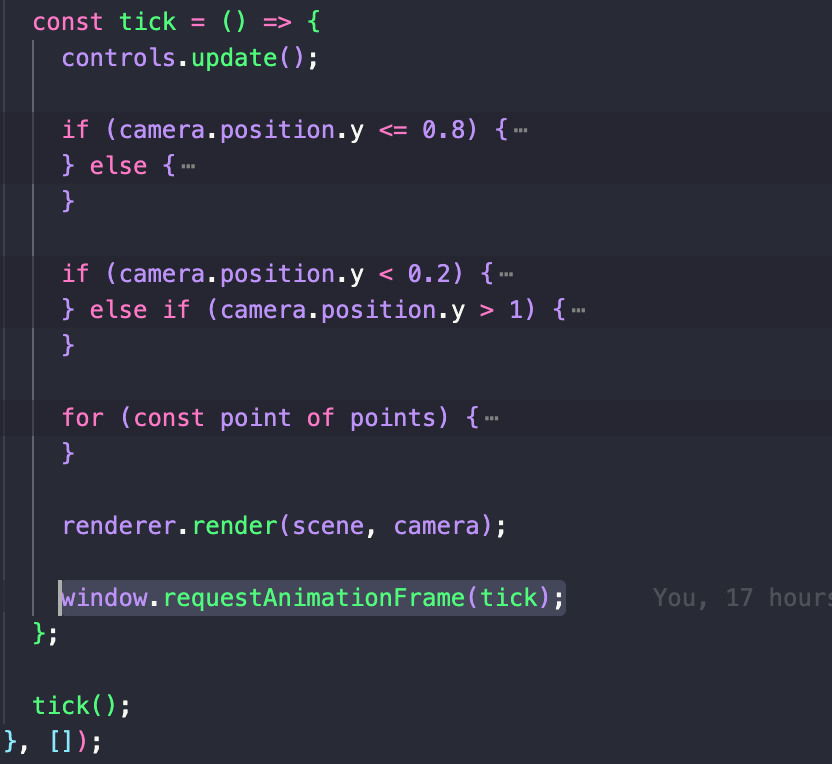 const tick = () => {
controls.update();
if (camera.position.y <= 0.8) {⋯
} else {⋯
}
if (camera.position.y < 0.2) {⋯
} else if (camera.position.y > 1) {⋯
}
for (const point of points) {⋯
}
renderer.render(scene, camera);
window.requestAnimationFrame(tick); You, 17 hours
};
tick();
}, []);